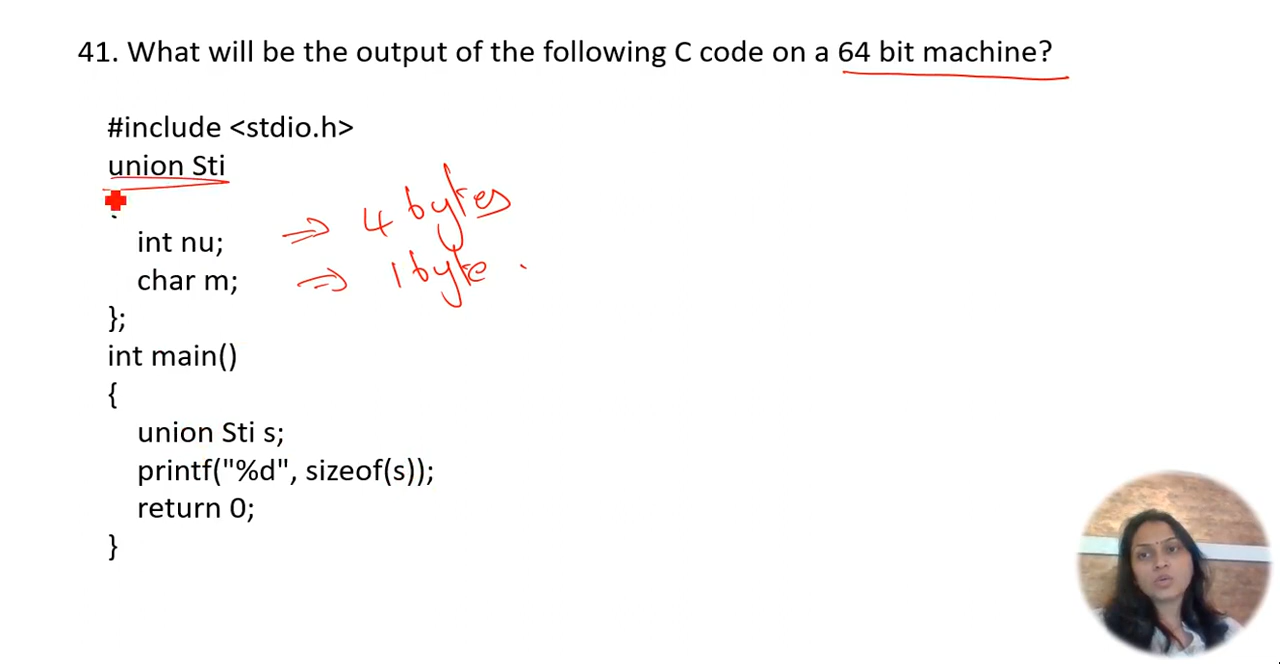 41. What will be the output of the following C code on a 64 bit machine?
#include <stdio.h>
union Sti
int nu; ⇒ 4 bytes
char m; ⇒ 1 byte .
};
int main()
{
union Sti s;
printf("%d", sizeof(s));
return 0;
}